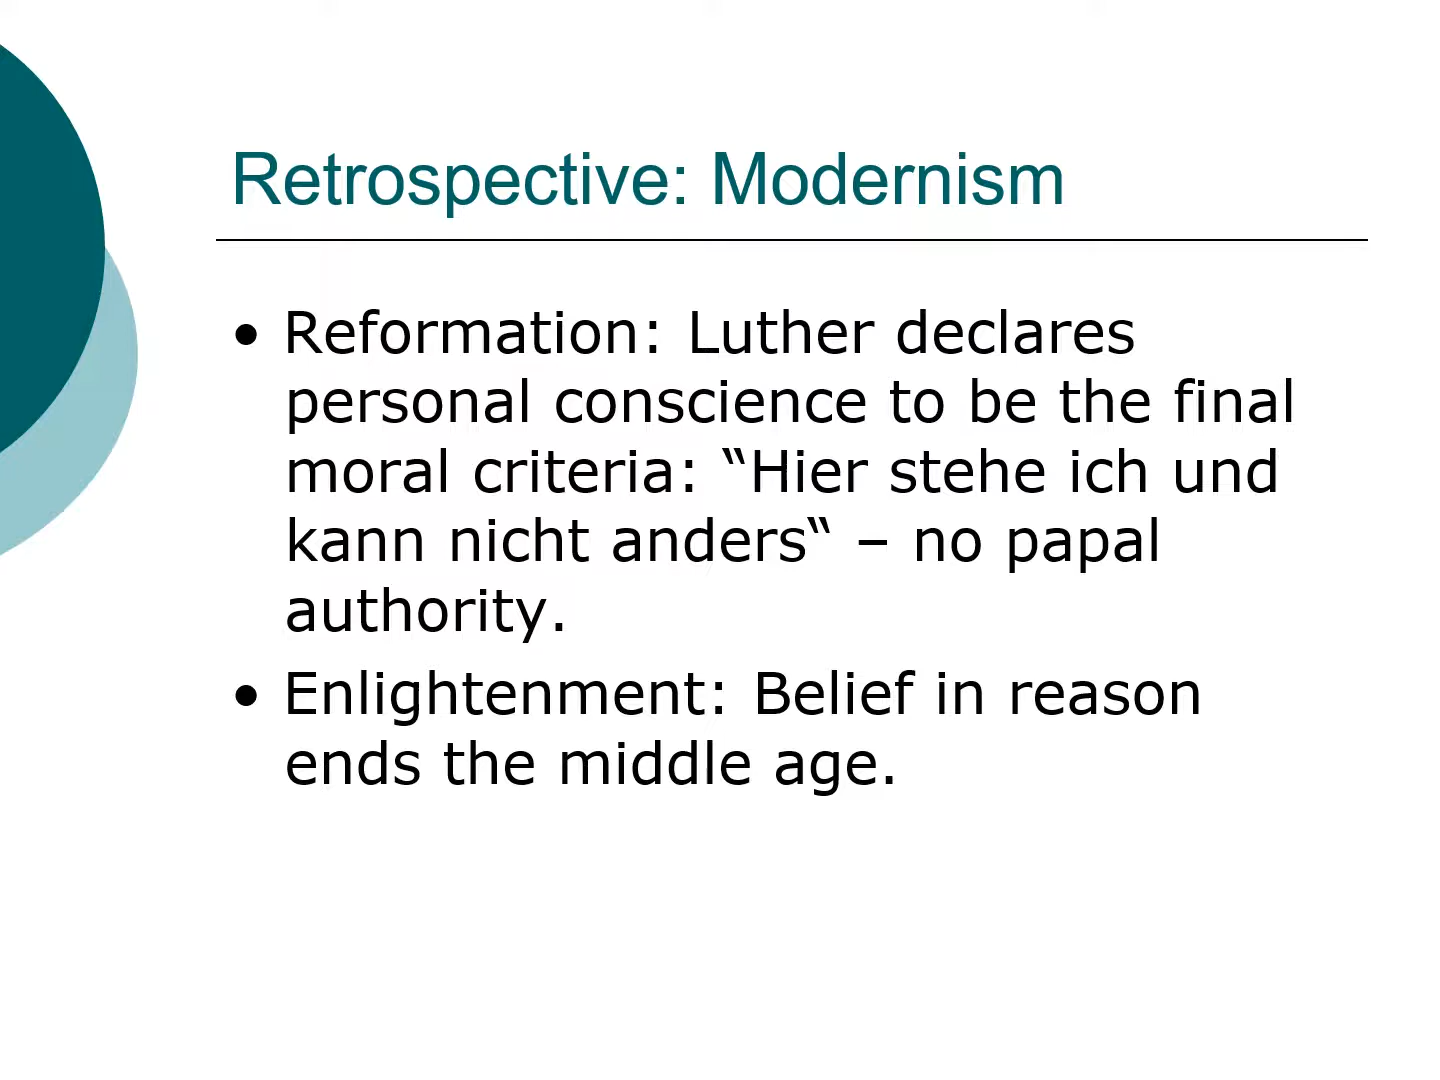 Retrospective: Modernism
• Reformation: Luther declares
personal conscience to be the final
moral criteria: “Hier stehe ich und
kann nicht anders“ – no papal
authority.
• Enlightenment: Belief in reason
ends the middle age.